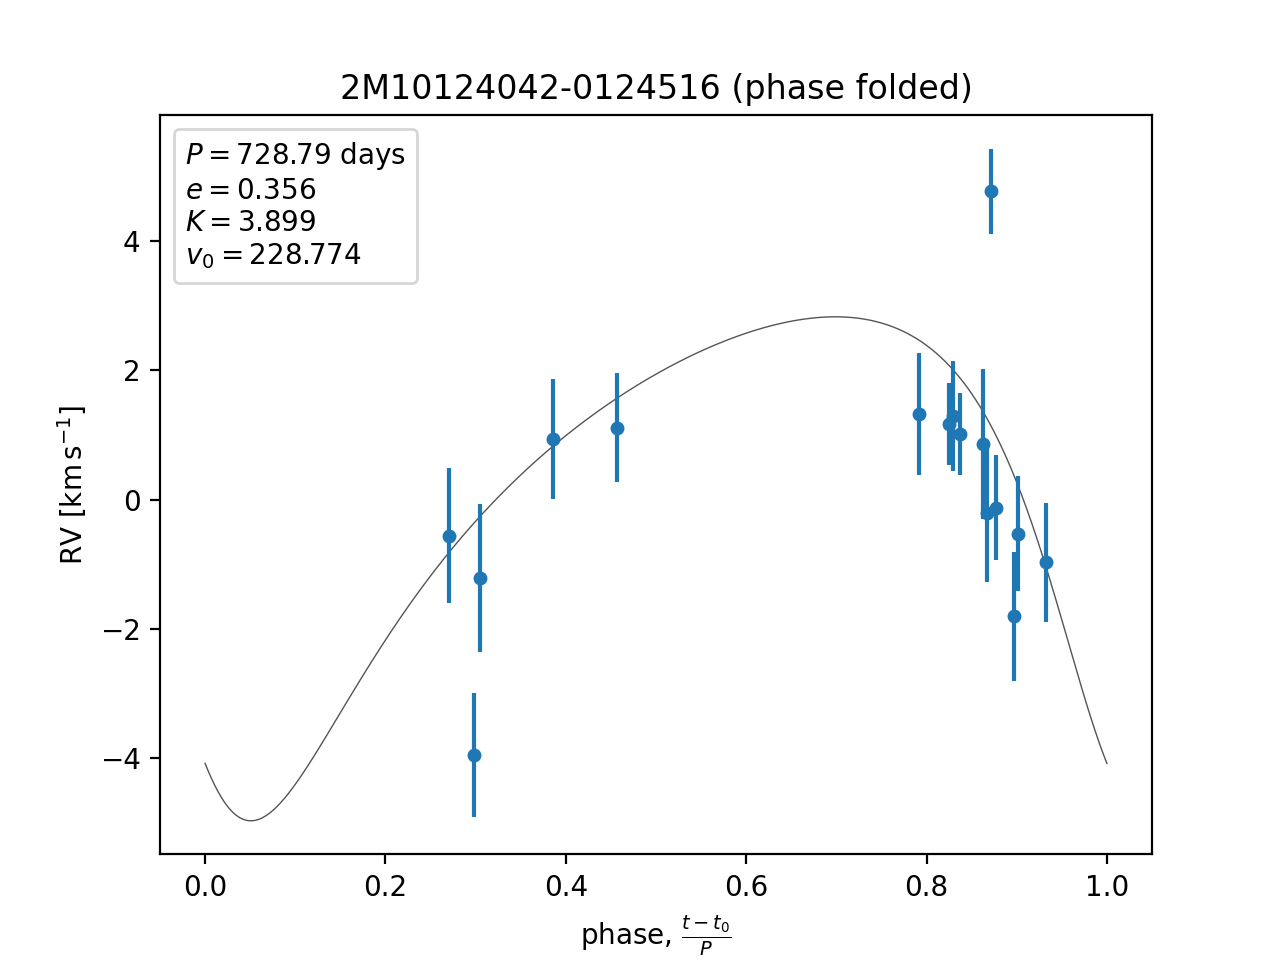 2M10124042-0124516 (phase folded)
P = 728.79 days
e = 0.356
K = 3.899
v₀ = 228.774
RV [km s⁻¹]
4
2
0
−2
−4
0.0 0.2 0.4 0.6 0.8 1.0
phase, (t − t₀)/P